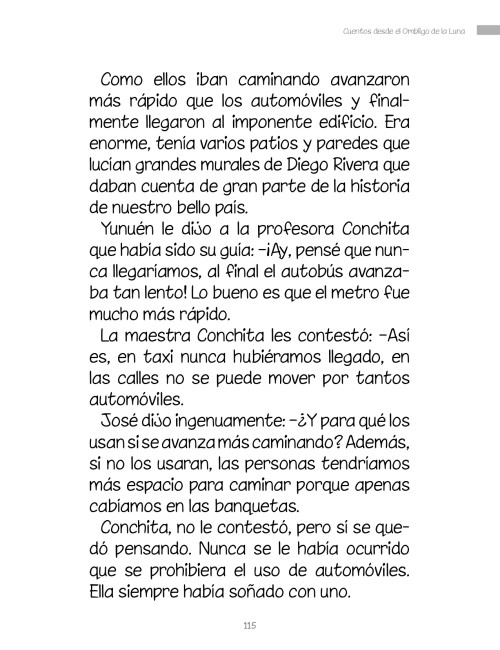 Cuentos desde el Ombligo de la Luna
Como ellos iban caminando avanzaron
más rápido que los automóviles y final-
mente llegaron al imponente edificio. Era
enorme, tenía varios patios y paredes que
lucían grandes murales de Diego Rivera que
daban cuenta de gran parte de la historia
de nuestro bello país.
Yunuén le dijo a la profesora Conchita
que había sido su guía: –¡Ay, pensé que nun-
ca llegaríamos, al final el autobús avanza-
ba tan lento! Lo bueno es que el metro fue
mucho más rápido.
La maestra Conchita les contestó: –Así
es, en taxi nunca hubiéramos llegado, en
las calles no se puede mover por tantos
automóviles.
José dijo ingenuamente: –¿Y para qué los
usan si se avanza más caminando? Además,
si no los usaran, las personas tendríamos
más espacio para caminar porque apenas
cabíamos en las banquetas.
Conchita, no le contestó, pero sí se que-
dó pensando. Nunca se le había ocurrido
que se prohibiera el uso de automóviles.
Ella siempre había soñado con uno.
115